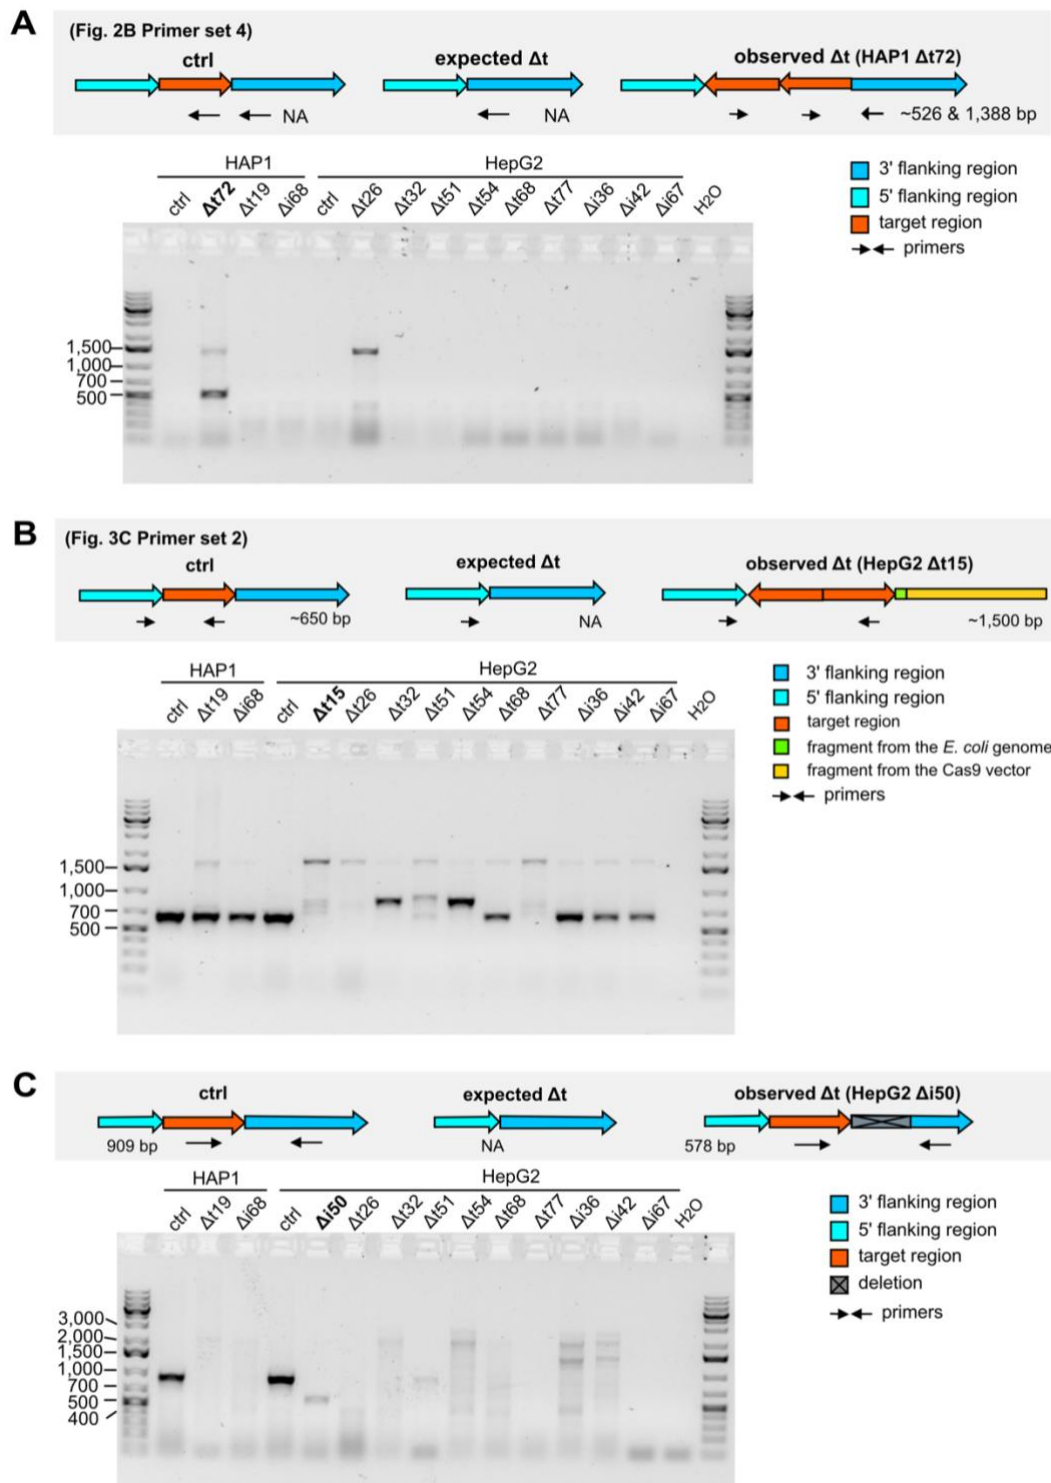 A
(Fig. 2B Primer set 4)
ctrl
expected Δt
observed Δt (HAP1 Δt72)
NA
NA
~526 & 1,388 bp
HAP1
HepG2
ctrl Δt72 Δt19 Δi68 ctrl Δt26 Δt32 Δt51 Δt54 Δt68 Δt77 Δi36 Δi42 Δi67 H2O
3' flanking region
5' flanking region
target region
primers
1,500
1,000
700
500
B
(Fig. 3C Primer set 2)
ctrl
expected Δt
observed Δt (HepG2 Δt15)
~650 bp
NA
~1,500 bp
HAP1
HepG2
ctrl Δt19 Δi68 ctrl Δt15 Δt26 Δt32 Δt51 Δt54 Δt68 Δt77 Δi36 Δi42 Δi67 H2O
3' flanking region
5' flanking region
target region
fragment from the E. coli genome
fragment from the Cas9 vector
primers
1,500
1,000
700
500
C
ctrl
expected Δt
observed Δt (HepG2 Δi50)
909 bp
NA
578 bp
HAP1
HepG2
ctrl Δt19 Δi68 ctrl Δi50 Δt26 Δt32 Δt51 Δt54 Δt68 Δt77 Δi36 Δi42 Δi67 H2O
3' flanking region
5' flanking region
target region
deletion
primers
3,000
2,000
1,500
1,000
700
500
400